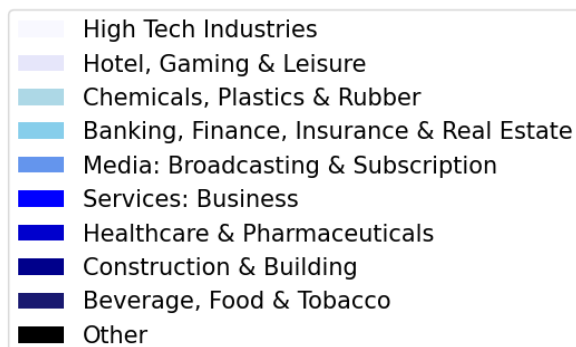 High Tech Industries
Hotel, Gaming & Leisure
Chemicals, Plastics & Rubber
Banking, Finance, Insurance & Real Estate
Media: Broadcasting & Subscription
Services: Business
Healthcare & Pharmaceuticals
Construction & Building
Beverage, Food & Tobacco
Other